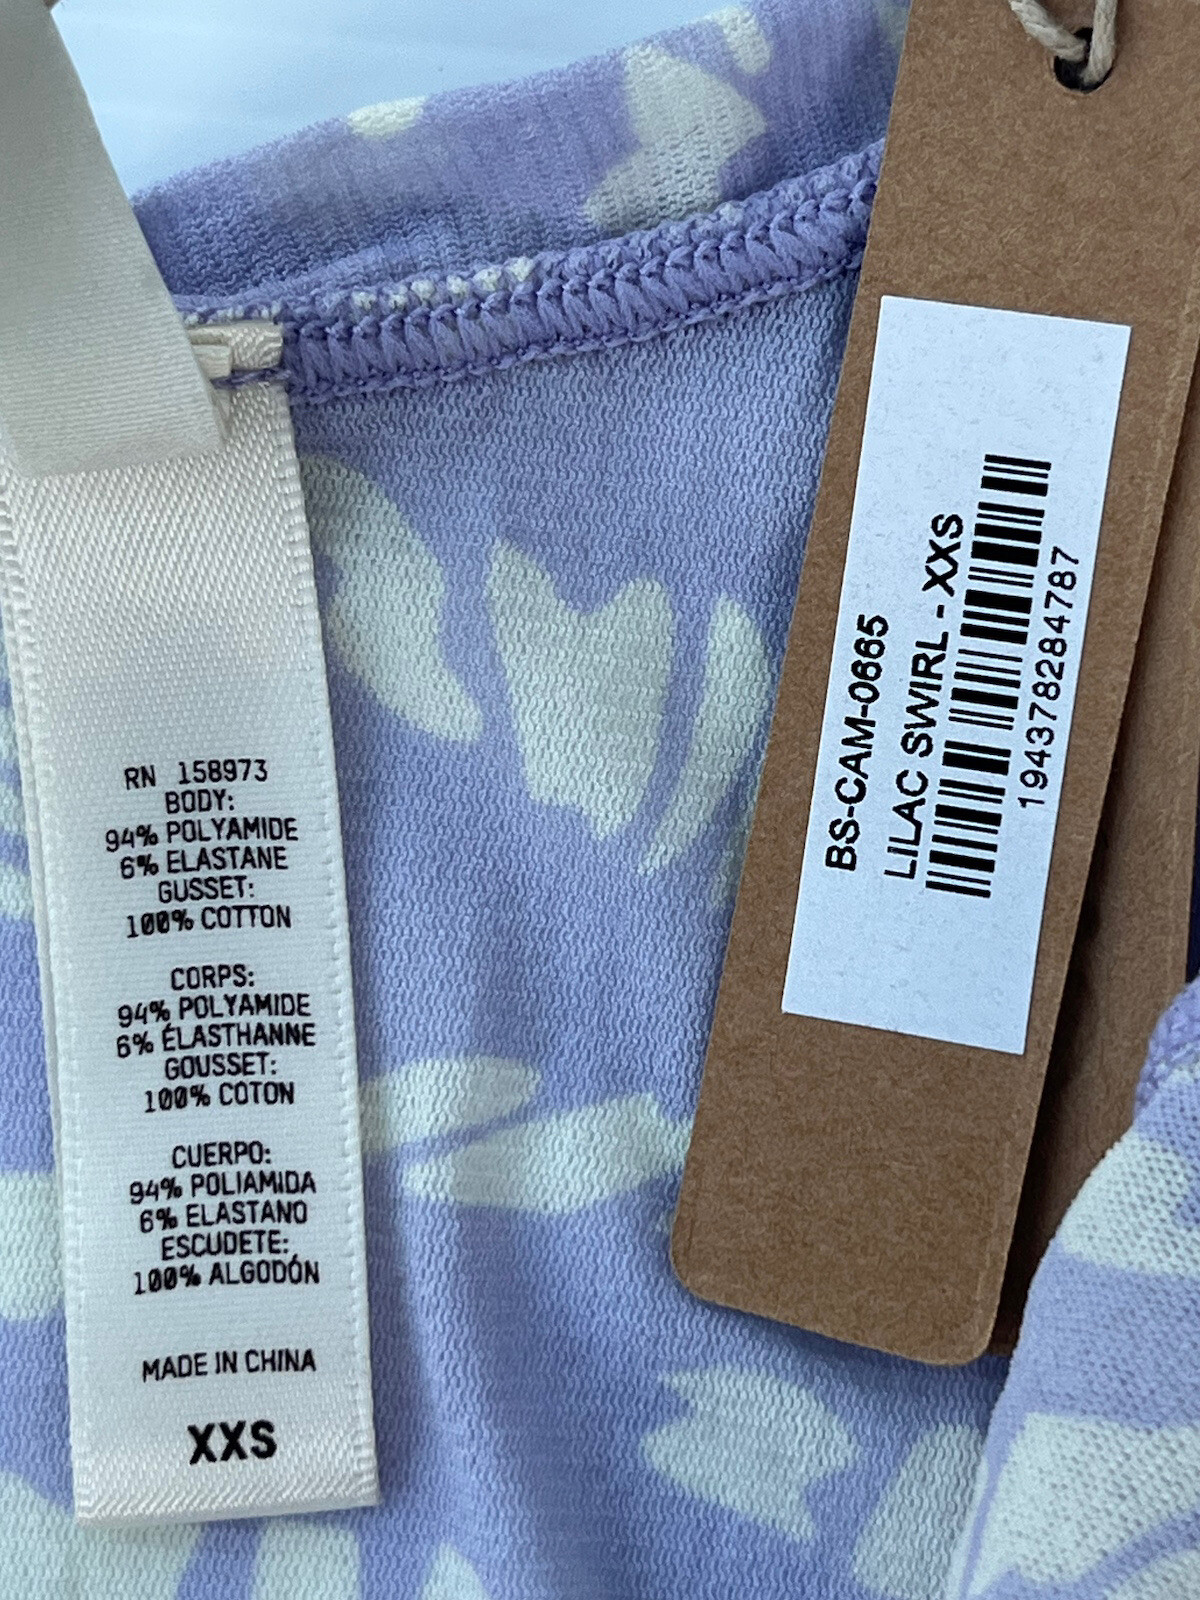 RN 158973
BODY:
94% POLYAMIDE
6% ELASTANE
GUSSET:
100% COTTON
CORPS:
94% POLYAMIDE
6% ÉLASTHANNE
GOUSSET:
100% COTON
CUERPO:
94% POLIAMIDA
6% ELASTANO
ESCUDETE:
100% ALGODÓN
MADE IN CHINA
XXS
BS-CAM-0665
LILAC SWIRL - XXS
194378284787